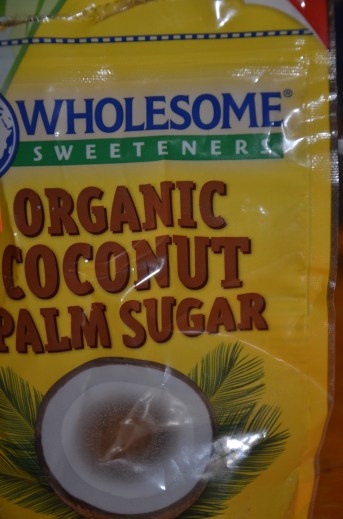 WHOLESOME®
SWEETENERS
ORGANIC
COCONUT
PALM SUGAR